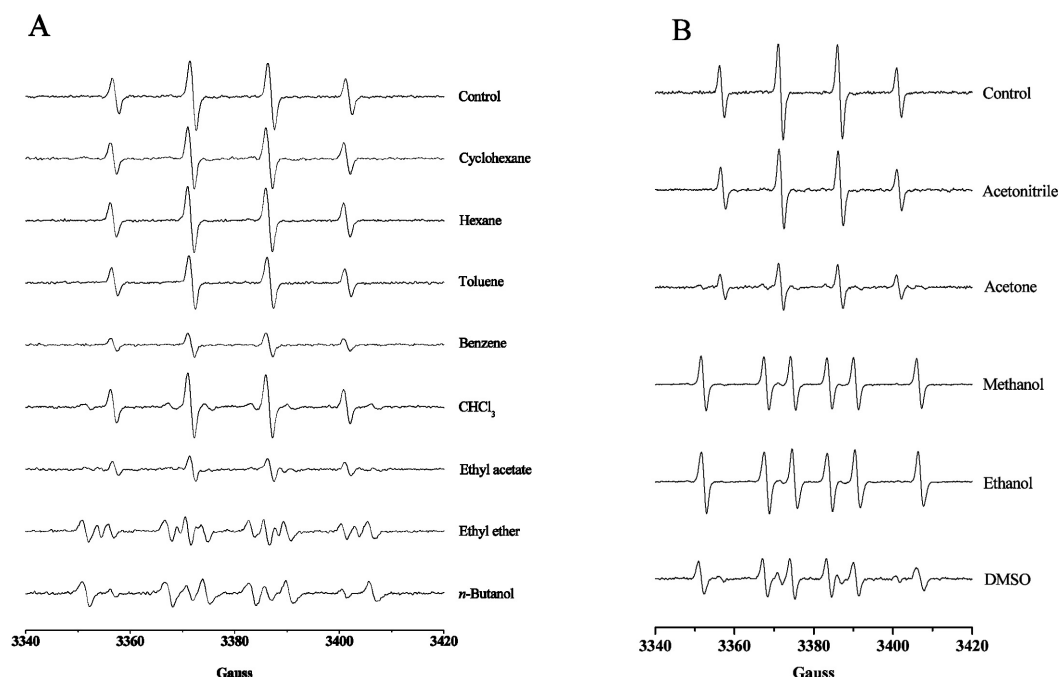 A
Control
Cyclohexane
Hexane
Toluene
Benzene
CHCl3
Ethyl acetate
Ethyl ether
n-Butanol
3340 3360 3380 3400 3420
Gauss
B
Control
Acetonitrile
Acetone
Methanol
Ethanol
DMSO
3340 3360 3380 3400 3420
Gauss